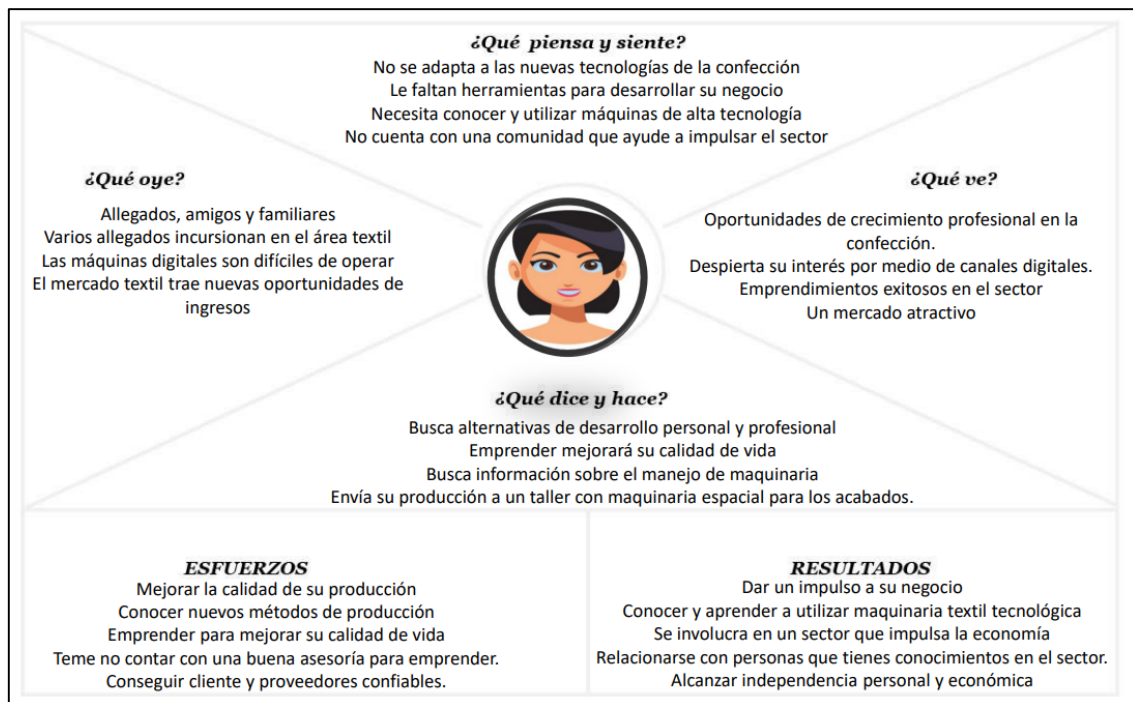 ¿Qué piensa y siente?
No se adapta a las nuevas tecnologías de la confección
Le faltan herramientas para desarrollar su negocio
Necesita conocer y utilizar máquinas de alta tecnología
No cuenta con una comunidad que ayude a impulsar el sector
¿Qué oye?
Allegados, amigos y familiares
Varios allegados incursionan en el área textil
Las máquinas digitales son difíciles de operar
El mercado textil trae nuevas oportunidades de
ingresos
¿Qué ve?
Oportunidades de crecimiento profesional en la
confección.
Despierta su interés por medio de canales digitales.
Emprendimientos exitosos en el sector
Un mercado atractivo
¿Qué dice y hace?
Busca alternativas de desarrollo personal y profesional
Emprender mejorará su calidad de vida
Busca información sobre el manejo de maquinaria
Envía su producción a un taller con maquinaria espacial para los acabados.
ESFUERZOS
Mejorar la calidad de su producción
Conocer nuevos métodos de producción
Emprender para mejorar su calidad de vida
Teme no contar con una buena asesoría para emprender.
Conseguir cliente y proveedores confiables.
RESULTADOS
Dar un impulso a su negocio
Conocer y aprender a utilizar maquinaria textil tecnológica
Se involucra en un sector que impulsa la economía
Relacionarse con personas que tienes conocimientos en el sector.
Alcanzar independencia personal y económica